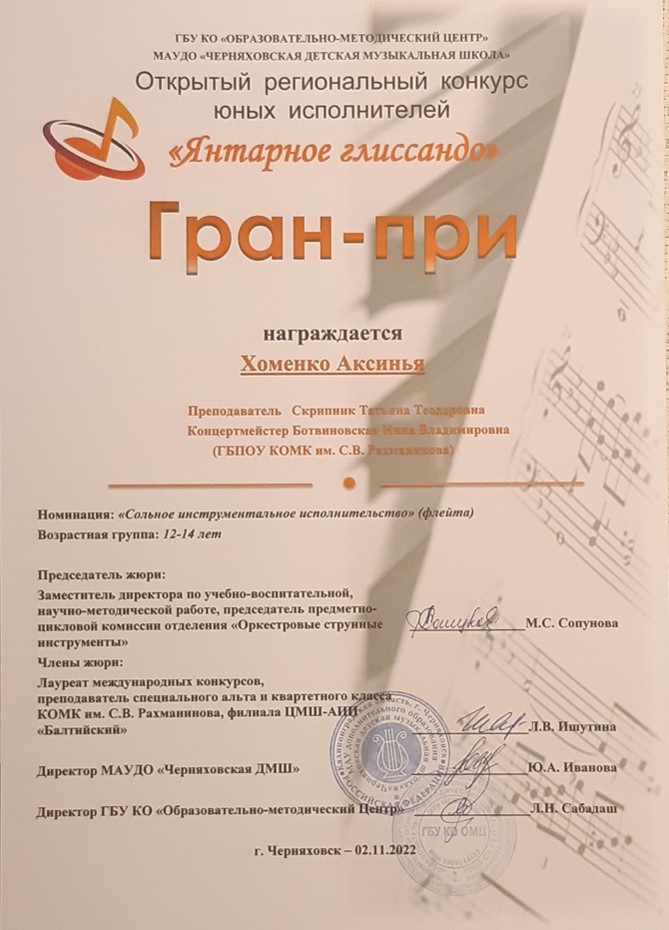 ГБУ КО «ОБРАЗОВАТЕЛЬНО-МЕТОДИЧЕСКИЙ ЦЕНТР»
МАУДО «ЧЕРНЯХОВСКАЯ ДЕТСКАЯ МУЗЫКАЛЬНАЯ ШКОЛА»
Открытый региональный конкурс
юных исполнителей
«Янтарное глиссандо»
Гран-при
награждается
Хоменко Аксинья
Преподаватель Скрипник Татьяна Теодоровна
Концертмейстер Ботвиновская Нина Владимировна
(ГБПОУ КОМК им. С.В. Рахманинова)
Номинация: «Сольное инструментальное исполнительство» (флейта)
Возрастная группа: 12-14 лет
Председатель жюри:
Заместитель директора по учебно-воспитательной,
научно-методической работе, председатель предметно-
цикловой комиссии отделения «Оркестровые струнные
инструменты»
М.С. Сопунова
Члены жюри:
Лауреат международных конкурсов,
преподаватель специального альта и квартетного класса
КОМК им. С.В. Рахманинова, филиала ЦМШ-АИИ
«Балтийский»
Л.В. Ишутина
Директор МАУДО «Черняховская ДМШ»
Ю.А. Иванова
Директор ГБУ КО «Образовательно-методический Центр»
Л.Н. Сабадаш
ГБУ КО ОМЦ
г. Черняховск – 02.11.2022